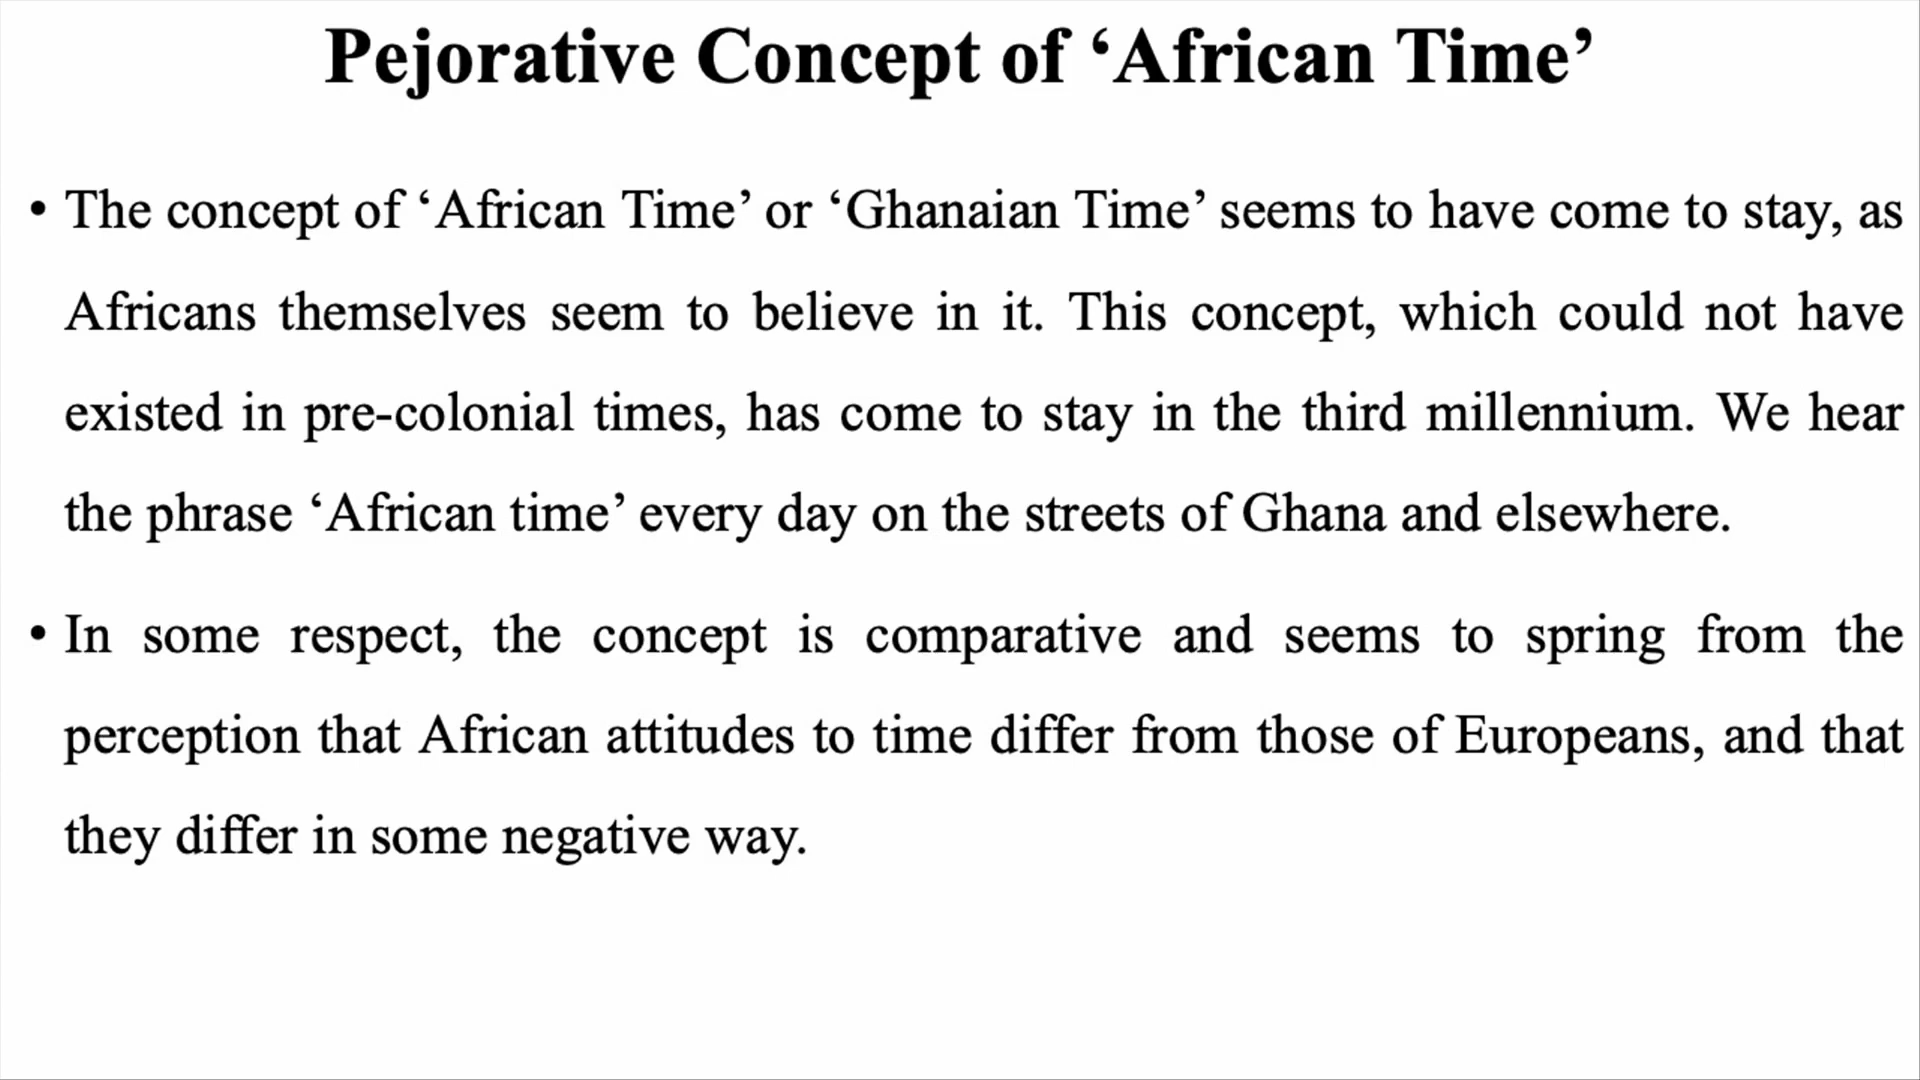 Pejorative Concept of ‘African Time’
• The concept of ‘African Time’ or ‘Ghanaian Time’ seems to have come to stay, as
Africans themselves seem to believe in it. This concept, which could not have
existed in pre-colonial times, has come to stay in the third millennium. We hear
the phrase ‘African time’ every day on the streets of Ghana and elsewhere.
• In some respect, the concept is comparative and seems to spring from the
perception that African attitudes to time differ from those of Europeans, and that
they differ in some negative way.